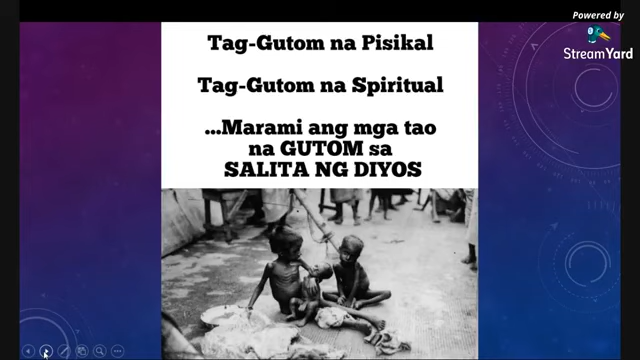 Powered by
StreamYard
Tag-Gutom na Pisikal
Tag-Gutom na Spiritual
...Marami ang mga tao
na GUTOM sa
SALITA NG DIYOS